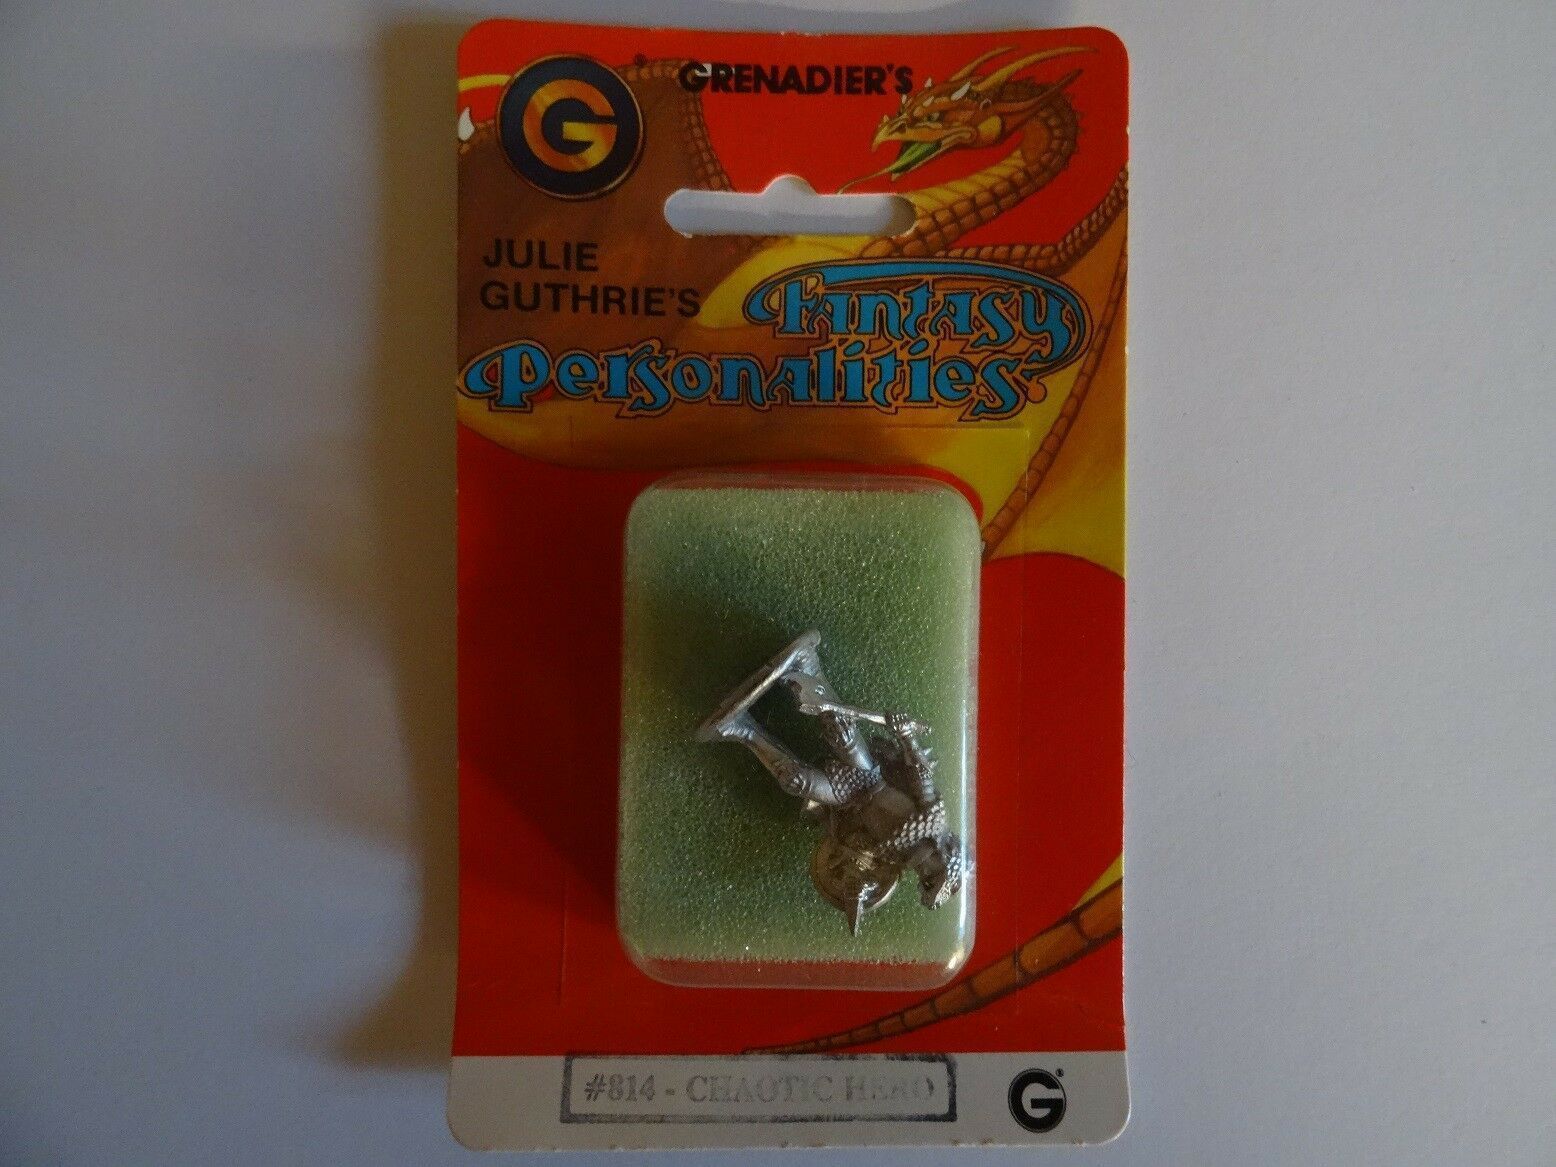 G®
GRENADIER'S
JULIE
GUTHRIE'S
Fantasy
Personalities
#814 - CHAOTIC HERO
G®